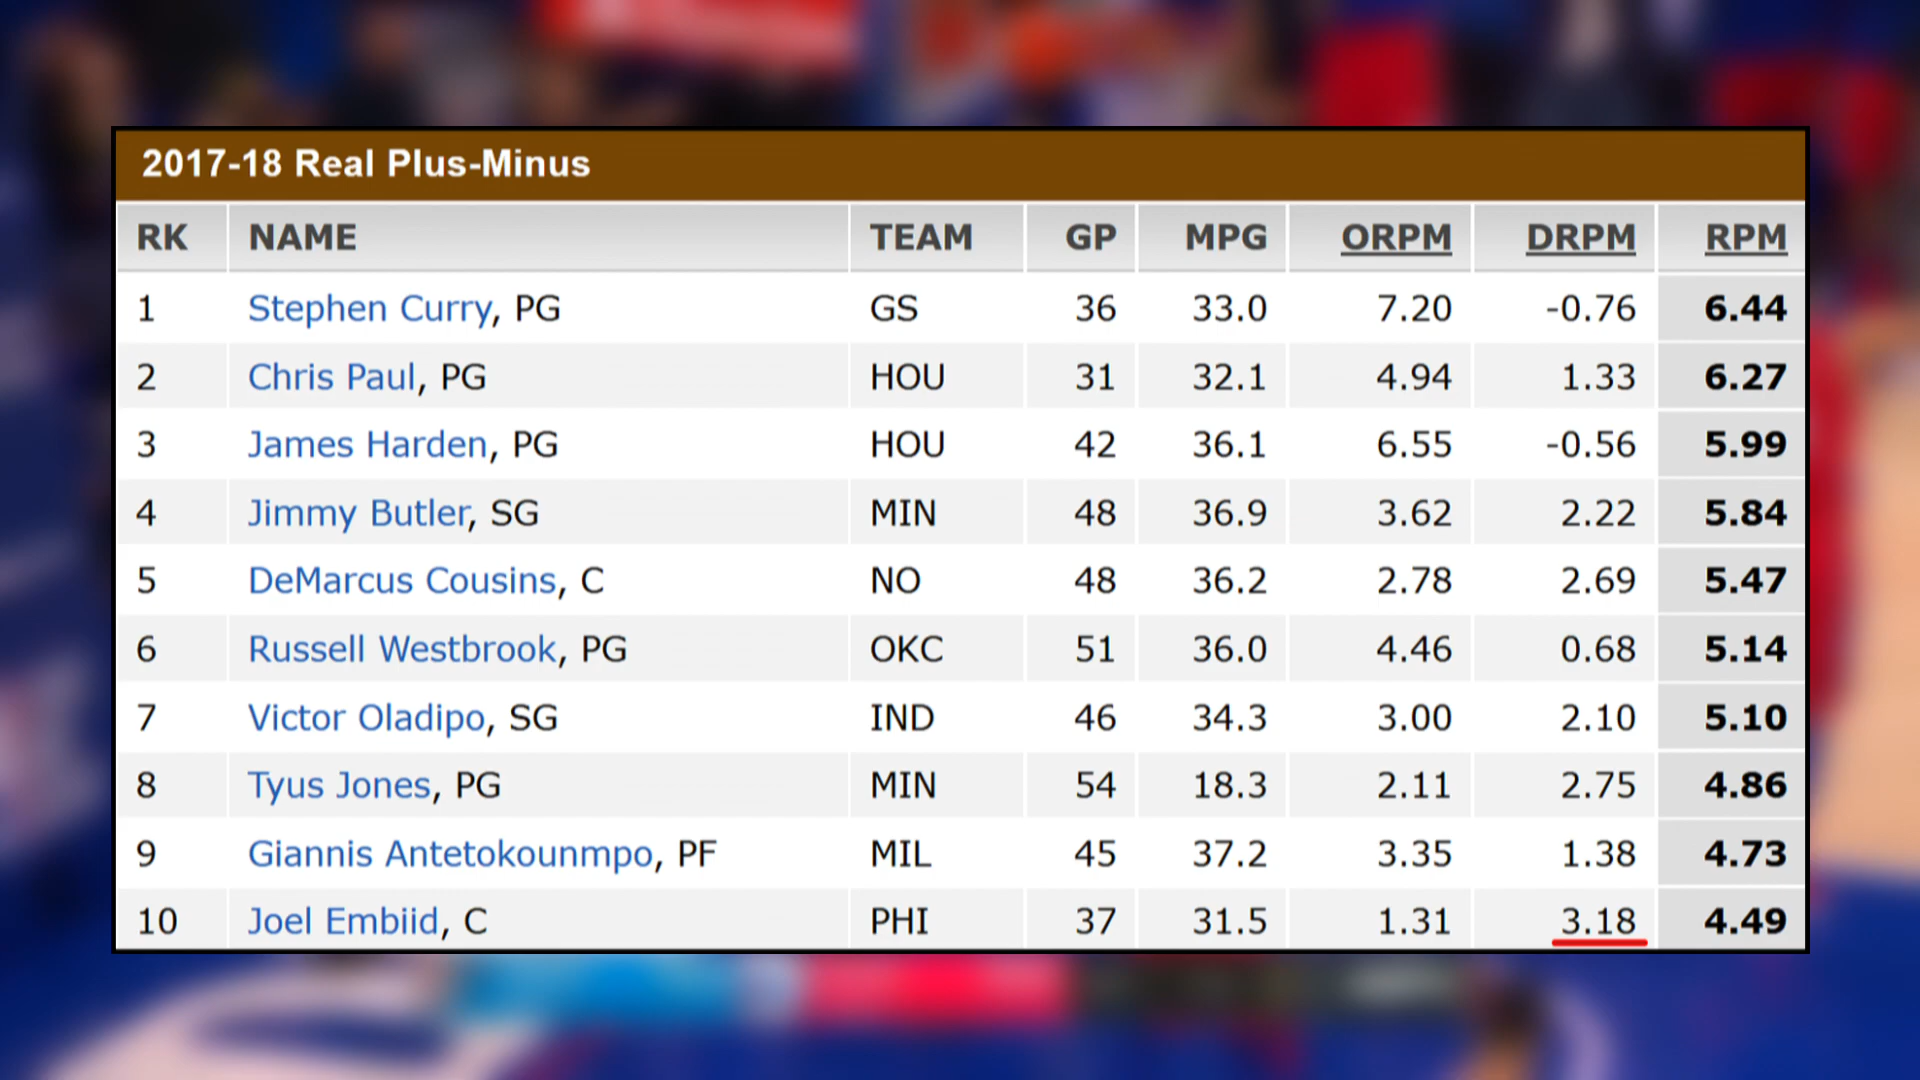 2017-18 Real Plus-Minus
RK NAME TEAM GP MPG ORPM DRPM RPM
1 Stephen Curry, PG GS 36 33.0 7.20 -0.76 6.44
2 Chris Paul, PG HOU 31 32.1 4.94 1.33 6.27
3 James Harden, PG HOU 42 36.1 6.55 -0.56 5.99
4 Jimmy Butler, SG MIN 48 36.9 3.62 2.22 5.84
5 DeMarcus Cousins, C NO 48 36.2 2.78 2.69 5.47
6 Russell Westbrook, PG OKC 51 36.0 4.46 0.68 5.14
7 Victor Oladipo, SG IND 46 34.3 3.00 2.10 5.10
8 Tyus Jones, PG MIN 54 18.3 2.11 2.75 4.86
9 Giannis Antetokounmpo, PF MIL 45 37.2 3.35 1.38 4.73
10 Joel Embiid, C PHI 37 31.5 1.31 3.18 4.49